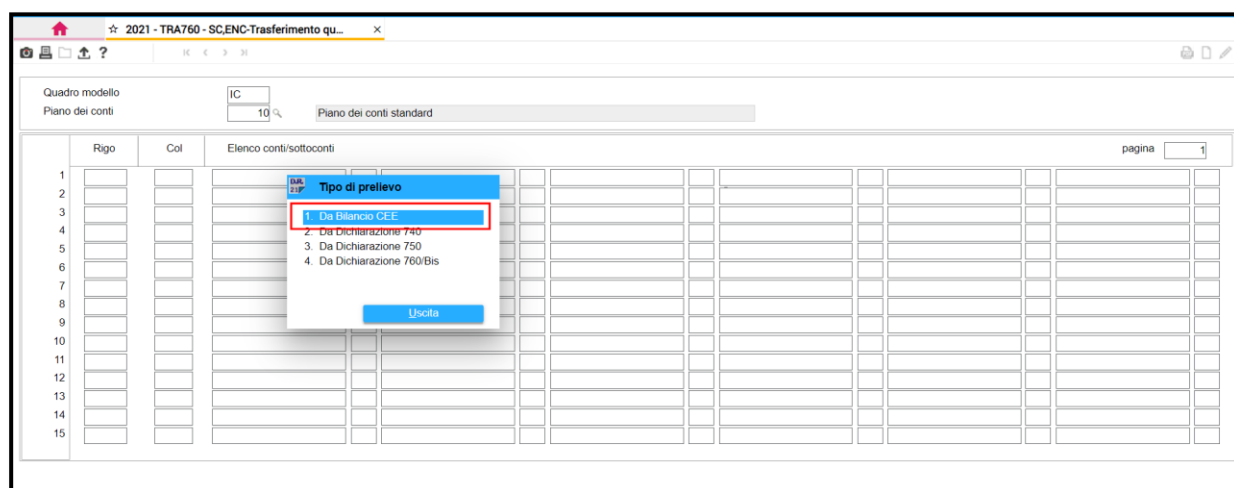 ☆ 2021 - TRA760 - SC,ENC-Trasferimento qu... ×
?
Quadro modello IC
Piano dei conti 10 Piano dei conti standard
Rigo Col Elenco conti/sottoconti pagina 1
Tipo di prelievo
1. Da Bilancio CEE
2. Da Dichiarazione 740
3. Da Dichiarazione 750
4. Da Dichiarazione 760/Bis
Uscita
1
2
3
4
5
6
7
8
9
10
11
12
13
14
15